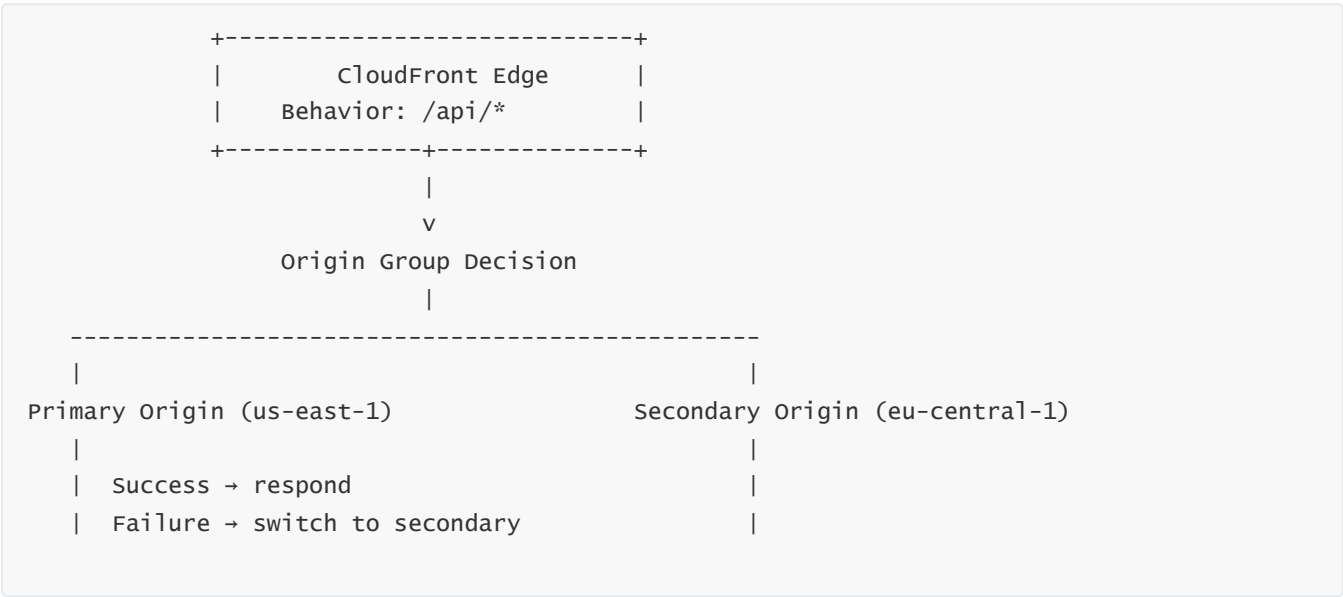 +-----------------------------+
|        CloudFront Edge      |
|    Behavior: /api/*         |
+--------------+--------------+
|
v
Origin Group Decision
|
-------------------------------------------------
|                                                |
Primary Origin (us-east-1)                 Secondary Origin (eu-central-1)
|                                                |
|  Success → respond                             |
|  Failure → switch to secondary                 |